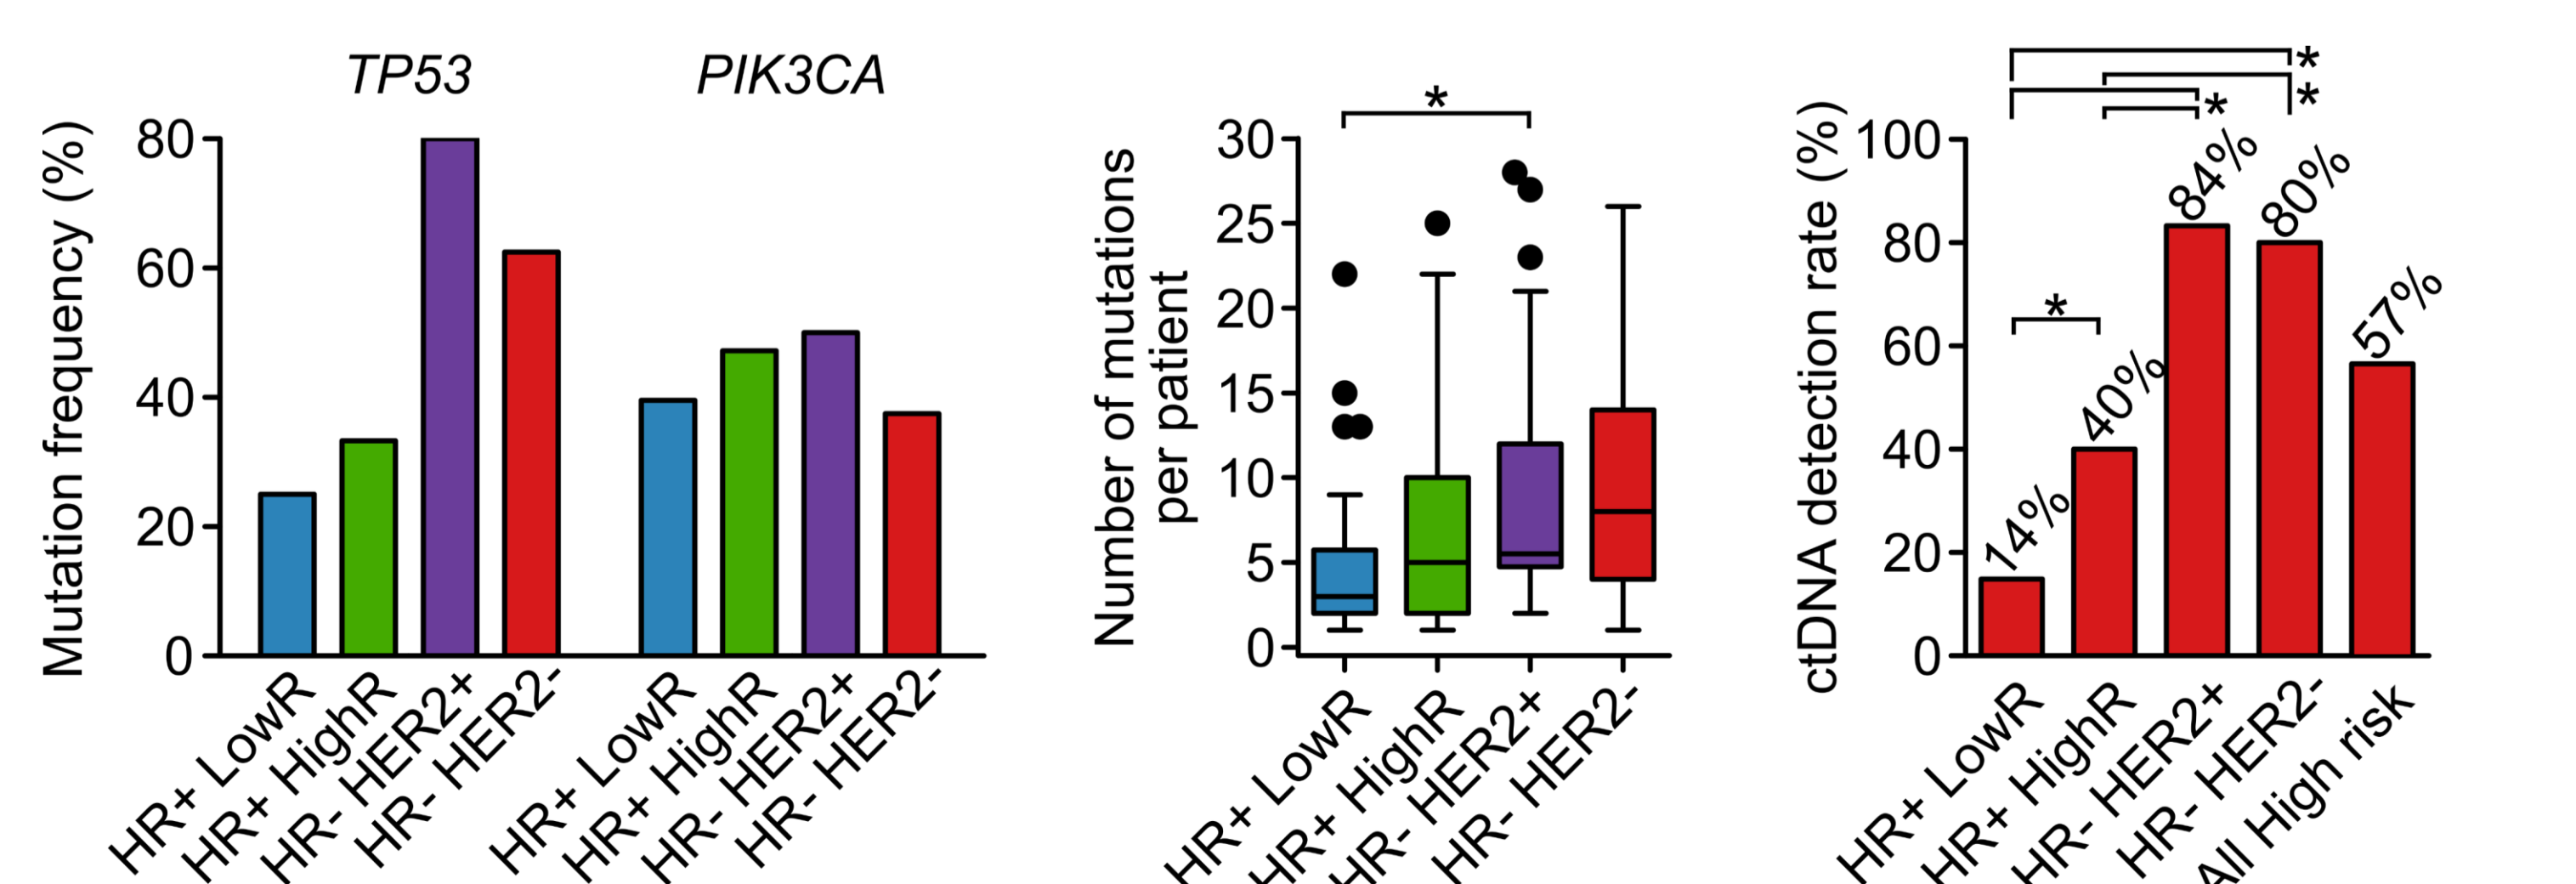 TP53
PIK3CA
Mutation frequency (%)
80
60
40
20
0
HR+ LowR
HR+ HighR
HR- HER2+
HR- HER2-
HR+ LowR
HR+ HighR
HR- HER2+
HR- HER2-
Number of mutations
per patient
*
30
25
20
15
10
5
0
HR+ LowR
HR+ HighR
HR- HER2+
HR- HER2-
ctDNA detection rate (%)
*
*
*
*
100
80
60
40
20
0
14%
40%
84%
80%
57%
HR+ LowR
HR+ HighR
HR- HER2+
HR- HER2-
All High risk